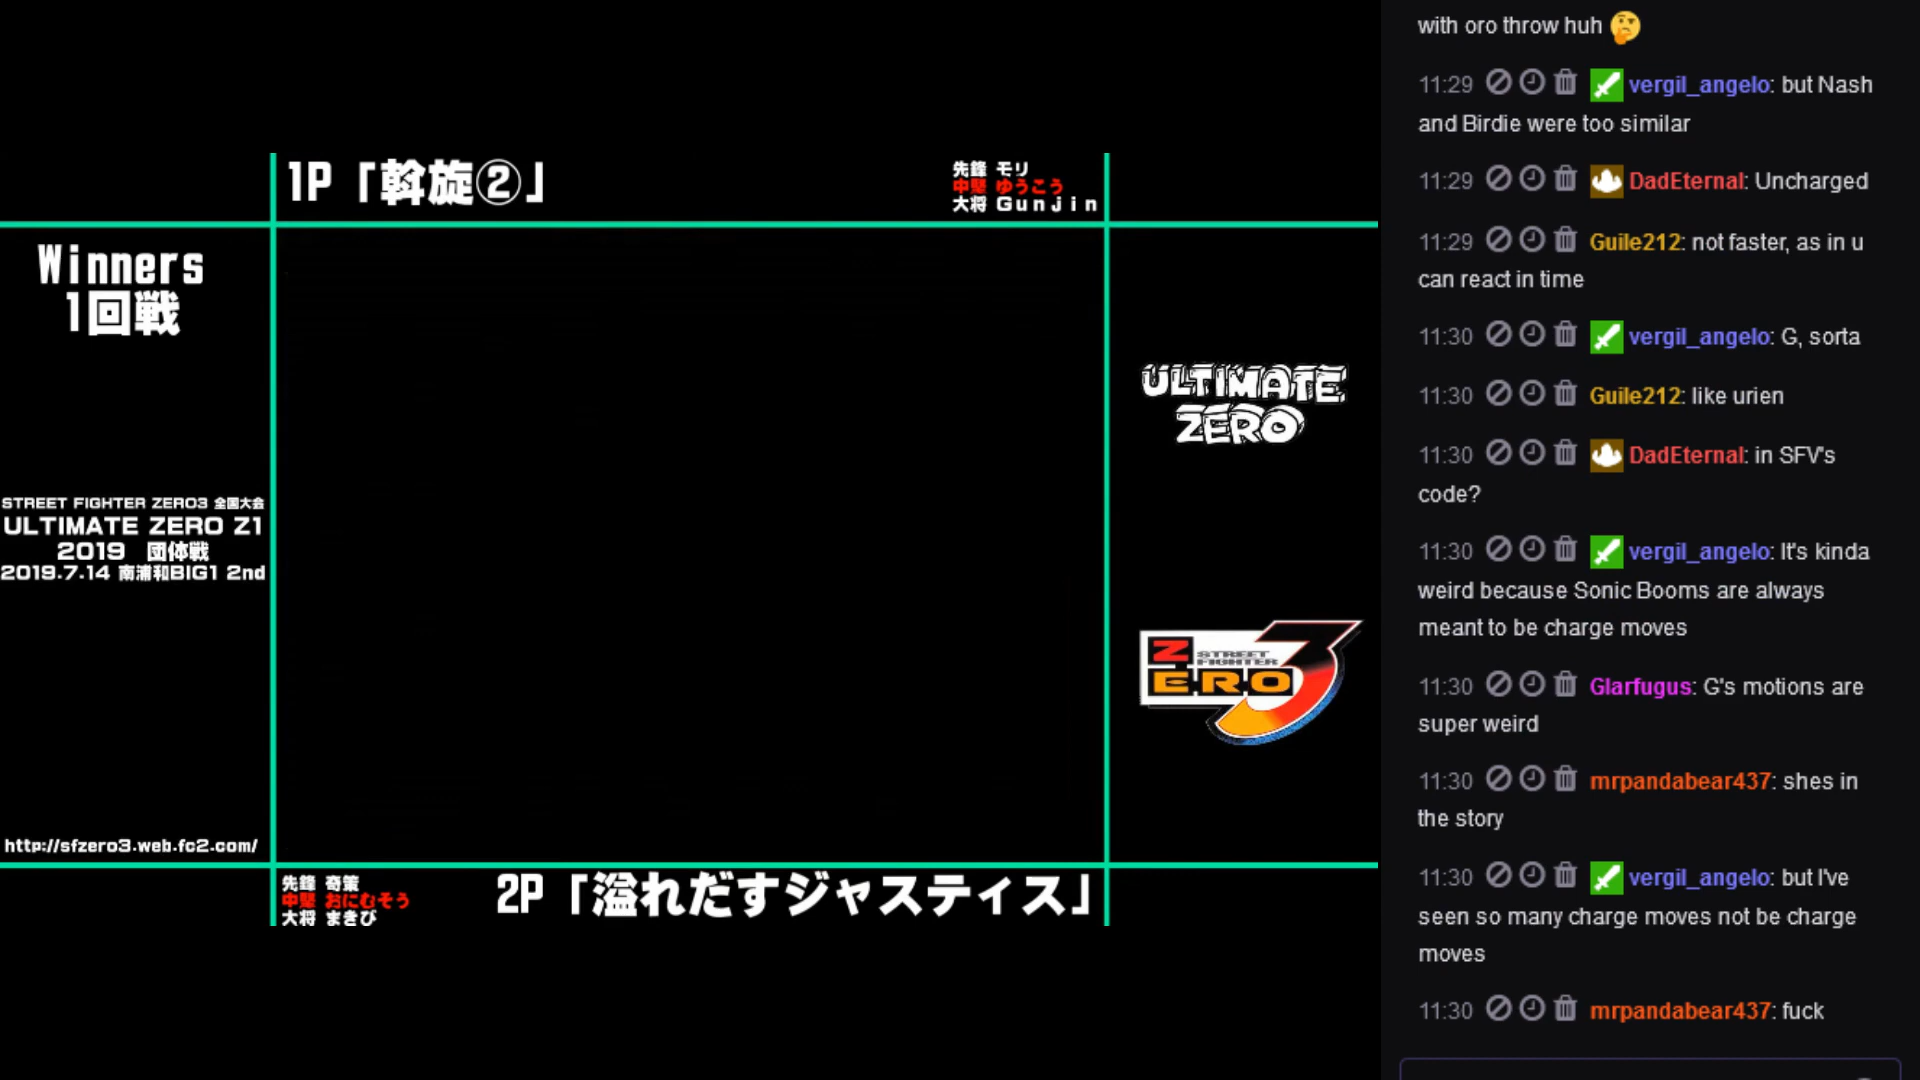 1P「斡旋②」
先鋒 モリ
中堅 ゆうこう
大将 Gunjin
Winners
1回戦
STREET FIGHTER ZERO3 全国大会
ULTIMATE ZERO Z1
2019 団体戦
2019.7.14 南浦和BIG1 2nd
http://sfzero3.web.fc2.com/
ULTIMATE
ZERO
Z STREET
FIGHTER 3
ERO
先鋒 奇策
中堅 おにむそう
大将 まきび
2P「溢れだすジャスティス」
with oro throw huh 🤔
11:29 vergil_angelo: but Nash
and Birdie were too similar
11:29 DadEternal: Uncharged
11:29 Guile212: not faster, as in u
can react in time
11:30 vergil_angelo: G, sorta
11:30 Guile212: like urien
11:30 DadEternal: in SFV's
code?
11:30 vergil_angelo: It's kinda
weird because Sonic Booms are always
meant to be charge moves
11:30 Glarfugus: G's motions are
super weird
11:30 mrpandabear437: shes in
the story
11:30 vergil_angelo: but I've
seen so many charge moves not be charge
moves
11:30 mrpandabear437: fuck